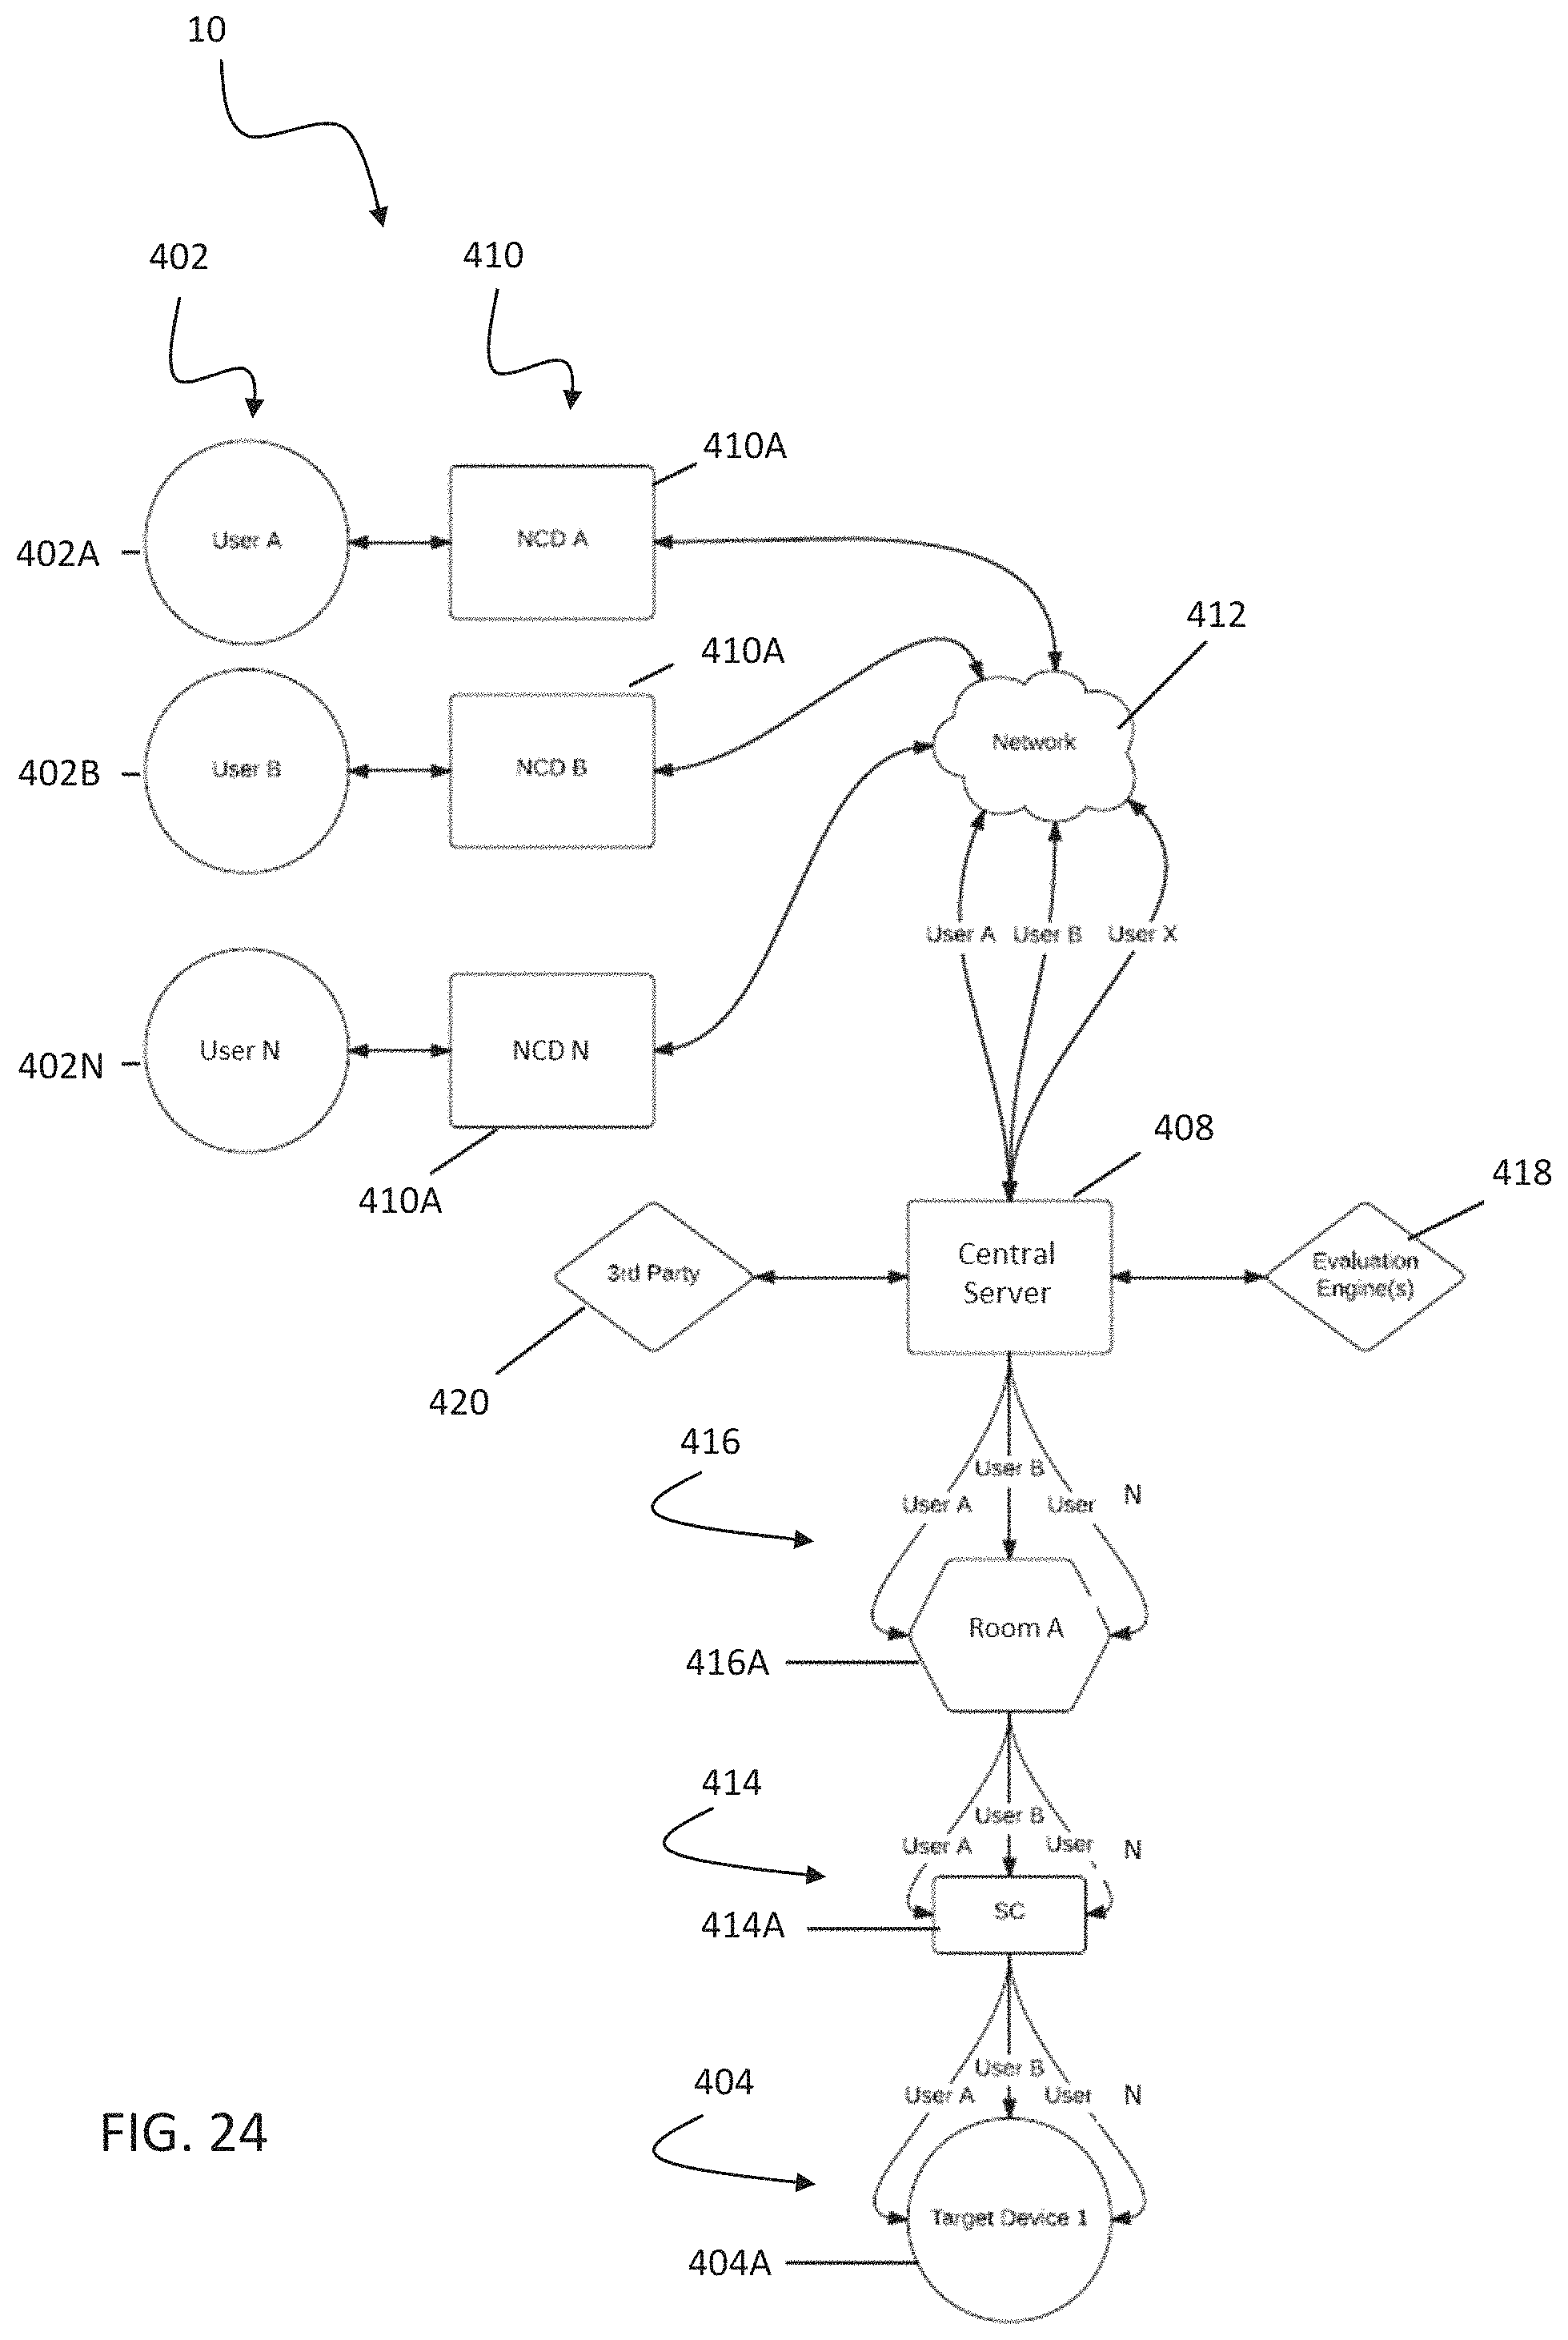 10
402
410
410A
User A
NCD A
402A
412
410A
Network
User B
NCD B
402B
User A
User B
User X
User N
NCD N
402N
408
418
410A
Central
Server
3rd Party
Evaluation
Engine(s)
420
416
User B
User A
User
N
Room A
416A
414
User B
User A
User
N
SC
414A
404
User B
User A
User
N
FIG. 24
Target Device 1
404A